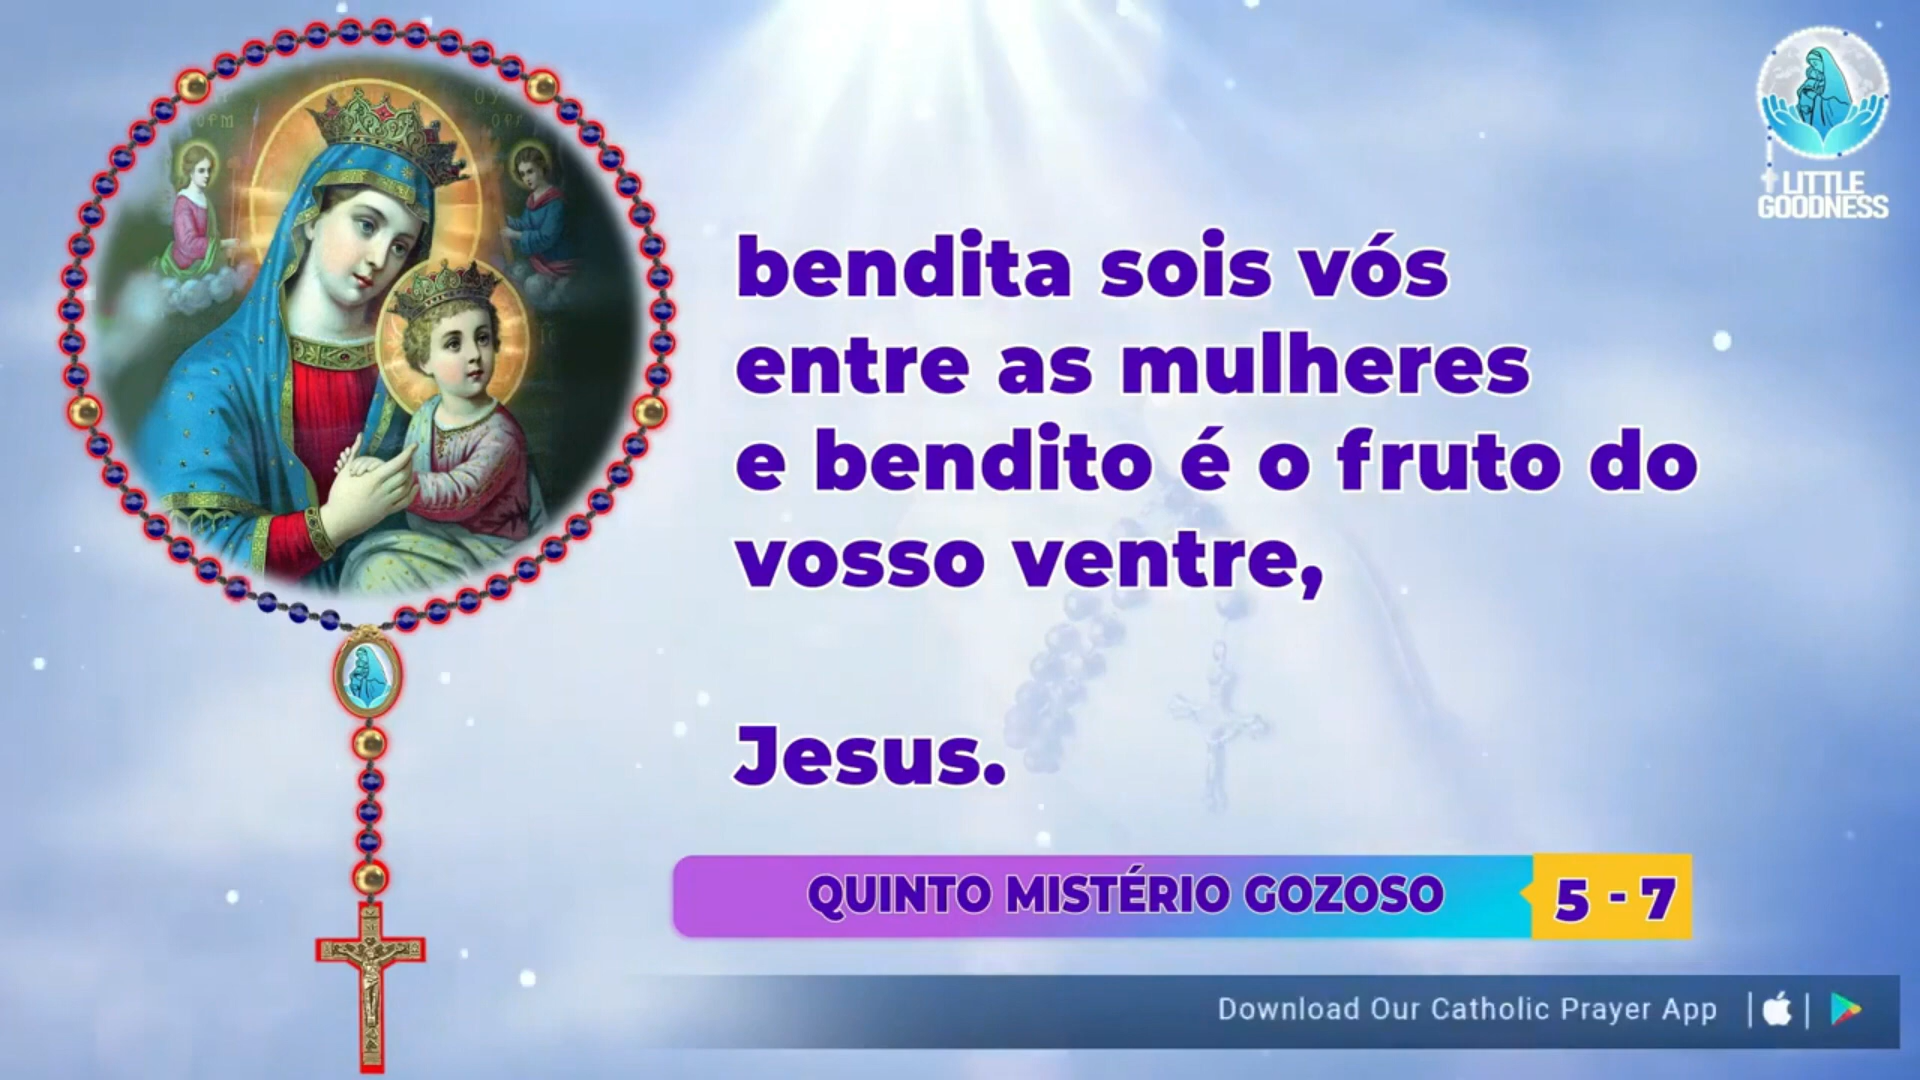 LITTLE
GOODNESS
bendita sois vós
entre as mulheres
e bendito é o fruto do
vosso ventre,
Jesus.
QUINTO MISTÉRIO GOZOSO
5 - 7
Download Our Catholic Prayer App